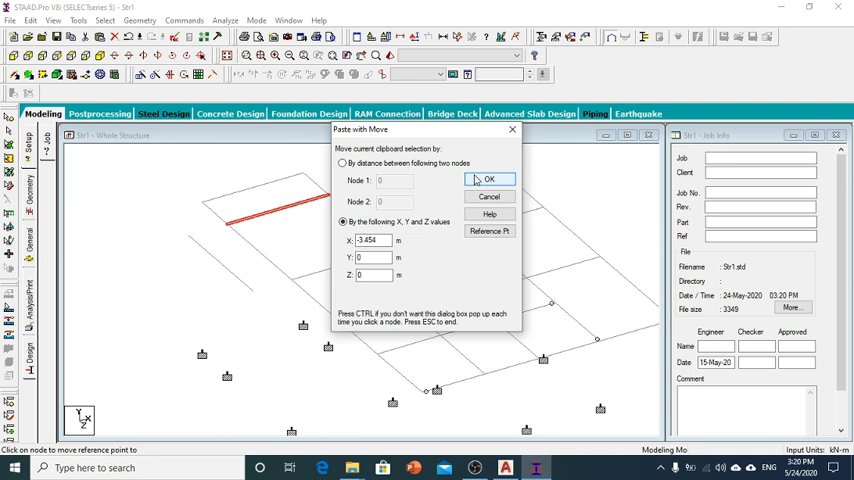 STAAD.Pro V8i (SELECTseries 5) - Str1
File Edit View Tools Select Geometry Commands Analyze Mode Window Help
Modeling Postprocessing Steel Design Concrete Design Foundation Design RAM Connection Bridge Deck Advanced Slab Design Piping Earthquake
Str1 - Whole Structure
Str1 - Job Info
Setup
Geometry
General
Analysis/Print
Design
Job
Paste with Move
Move current clipboard selection by:
By distance between following two nodes
Node 1: 0
Node 2: 0
By the following X, Y and Z values
X: -3.454 m
Y: 0 m
Z: 0 m
OK
Cancel
Help
Reference Pt
Press CTRL if you don't want this dialog box pop up each
time you click a node. Press ESC to end.
Y
X
Z
Job
Client
Job No.
Rev.
Part
Ref
File
Filename : Str1.std
Directory :
Date / Time : 24-May-2020 03:20 PM
File size : 3349
More...
Engineer Checker Approved
Name
Date 15-May-20
Comment
Click on node to move reference point to
Modeling Mo
Input Units: kN-m
Type here to search
ENG
3:20 PM
5/24/2020